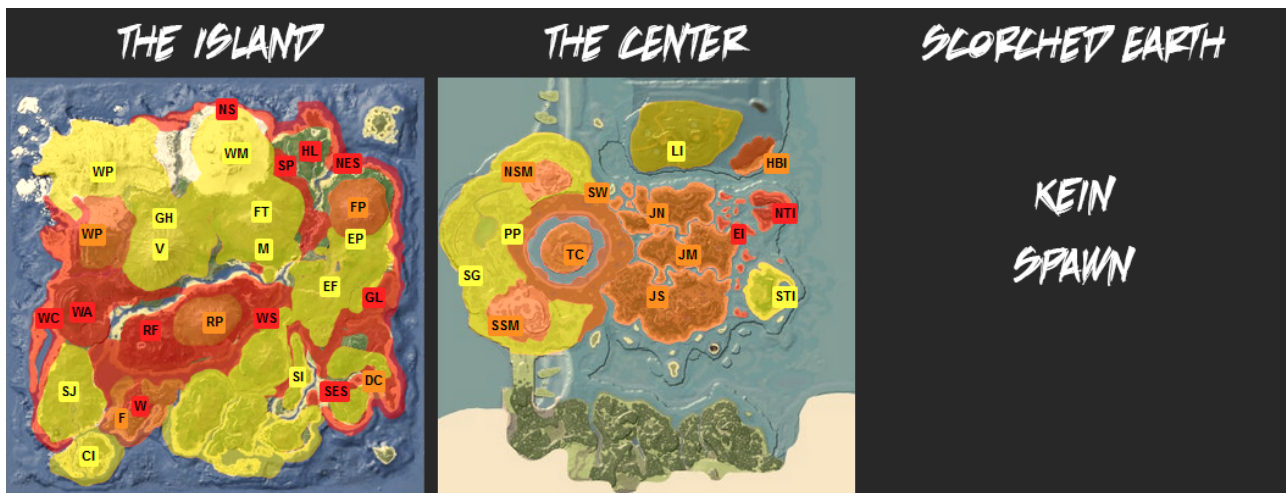 THE ISLAND
THE CENTER
SCORCHED EARTH
NS
WM
HL
SP
NES
WP
FP
GH
FT
WP
EP
V
M
EF
GL
WC
WA
RF
RP
WS
SI
DC
SJ
SES
W
F
CI
LI
HBI
NSM
SW
JN
NTI
PP
EI
TC
JM
SG
JS
STI
SSM
KEIN
SPAWN